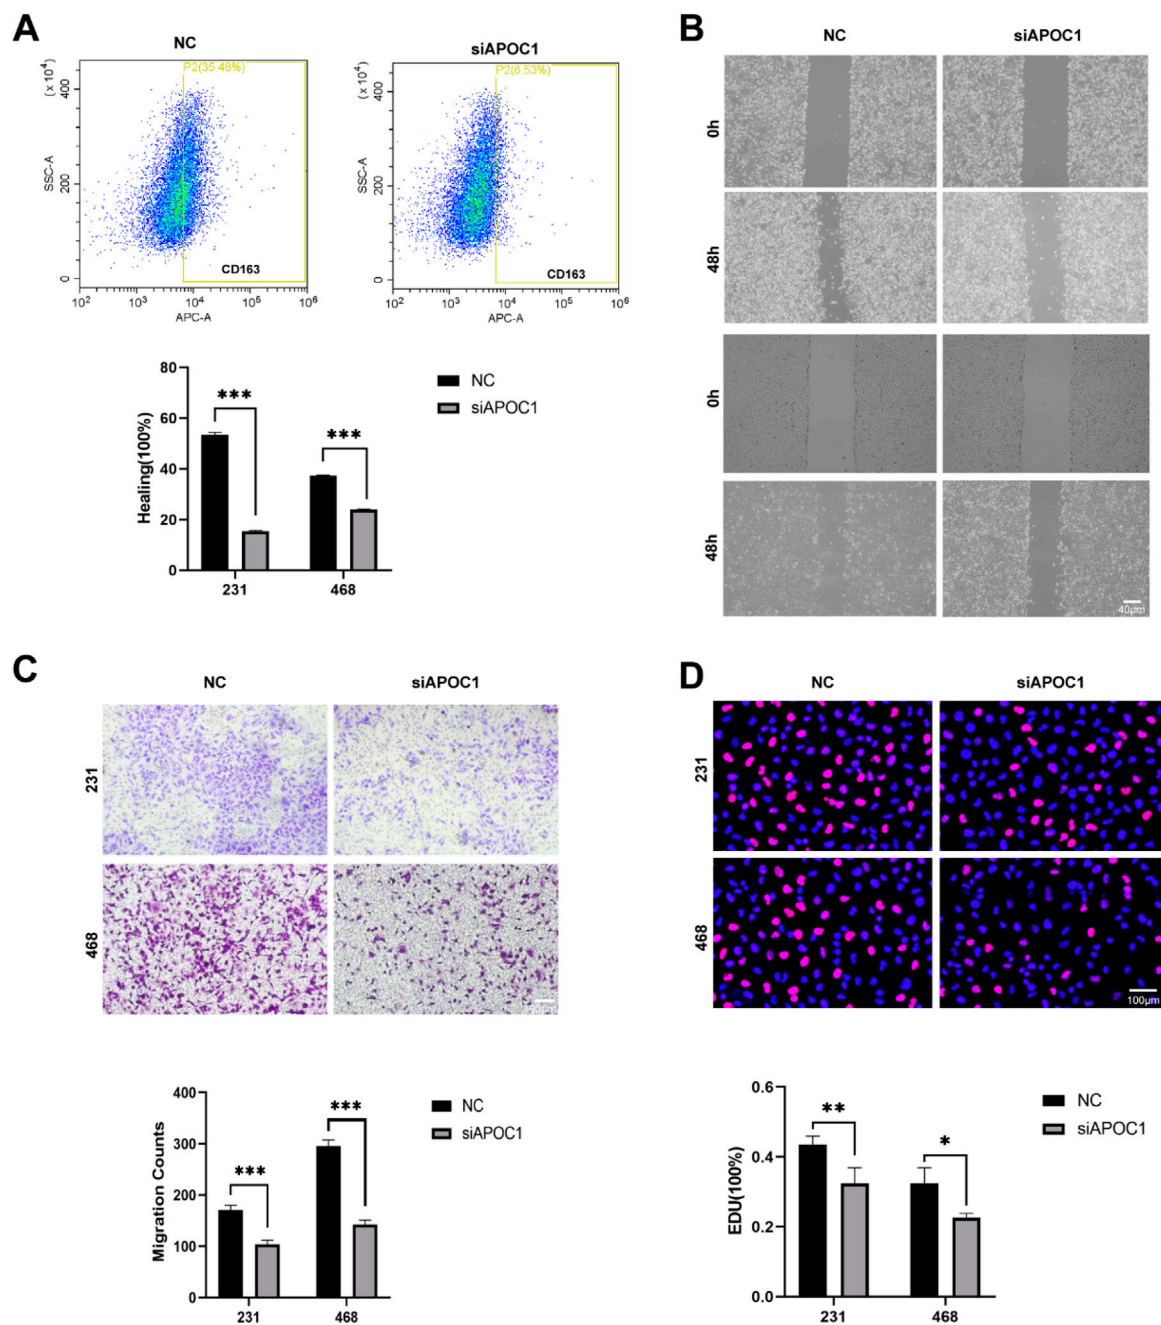 A
NC
siAPOC1
P2(35.48%)
P2(6.53%)
(x 10⁴)
400
200
0
SSC-A
CD163
10² 10³ 10⁴ 10⁵ 10⁶
APC-A
(x 10⁴)
400
200
0
SSC-A
CD163
10² 10³ 10⁴ 10⁵ 10⁶
APC-A
80
60
40
20
0
Healing(100%)
***
***
231
468
NC
siAPOC1
B
NC
siAPOC1
0h
48h
0h
48h
40µm
C
NC
siAPOC1
231
468
400
300
200
100
0
Migration Counts
***
***
231
468
NC
siAPOC1
D
NC
siAPOC1
231
468
100µm
0.6
0.4
0.2
0.0
EDU(100%)
**
*
231
468
NC
siAPOC1